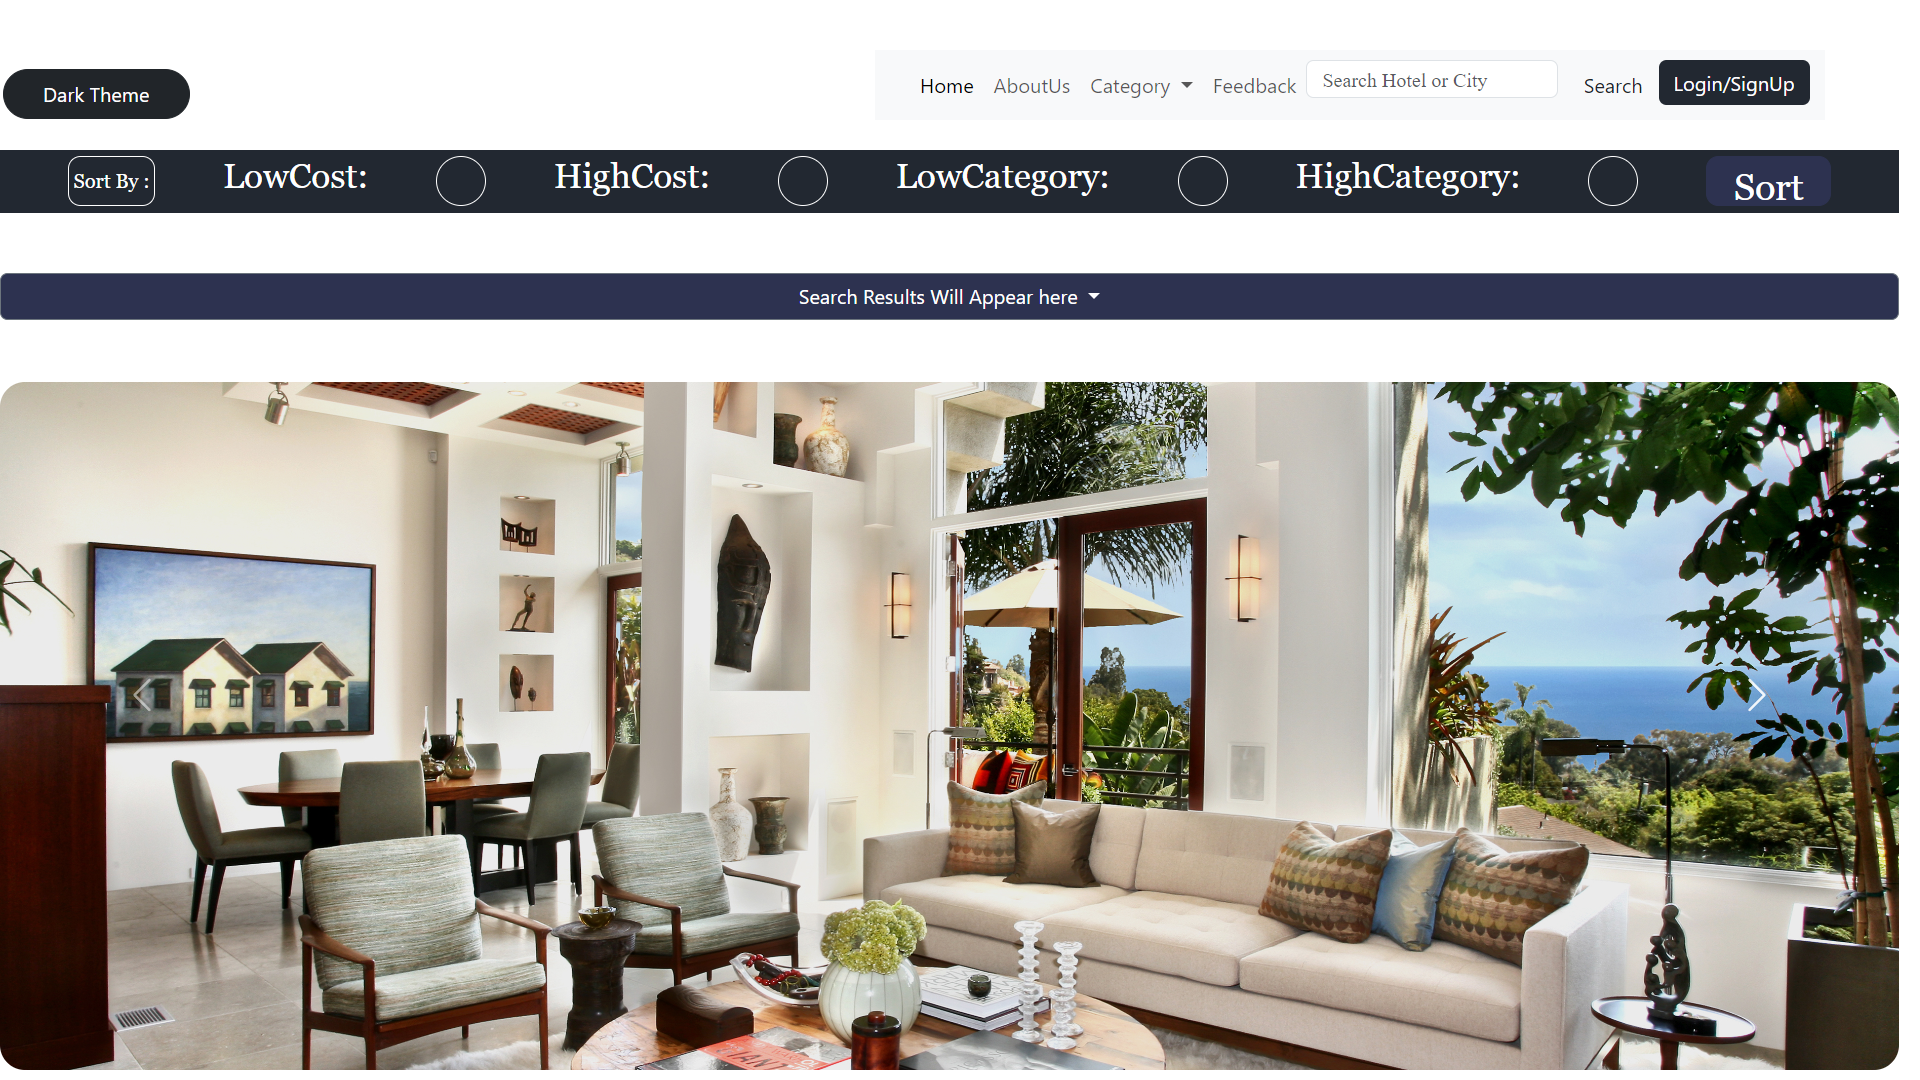 Dark Theme
Home AboutUs Category Feedback Search Hotel or City Search Login/SignUp
Sort By : LowCost: HighCost: LowCategory: HighCategory: Sort
Search Results Will Appear here